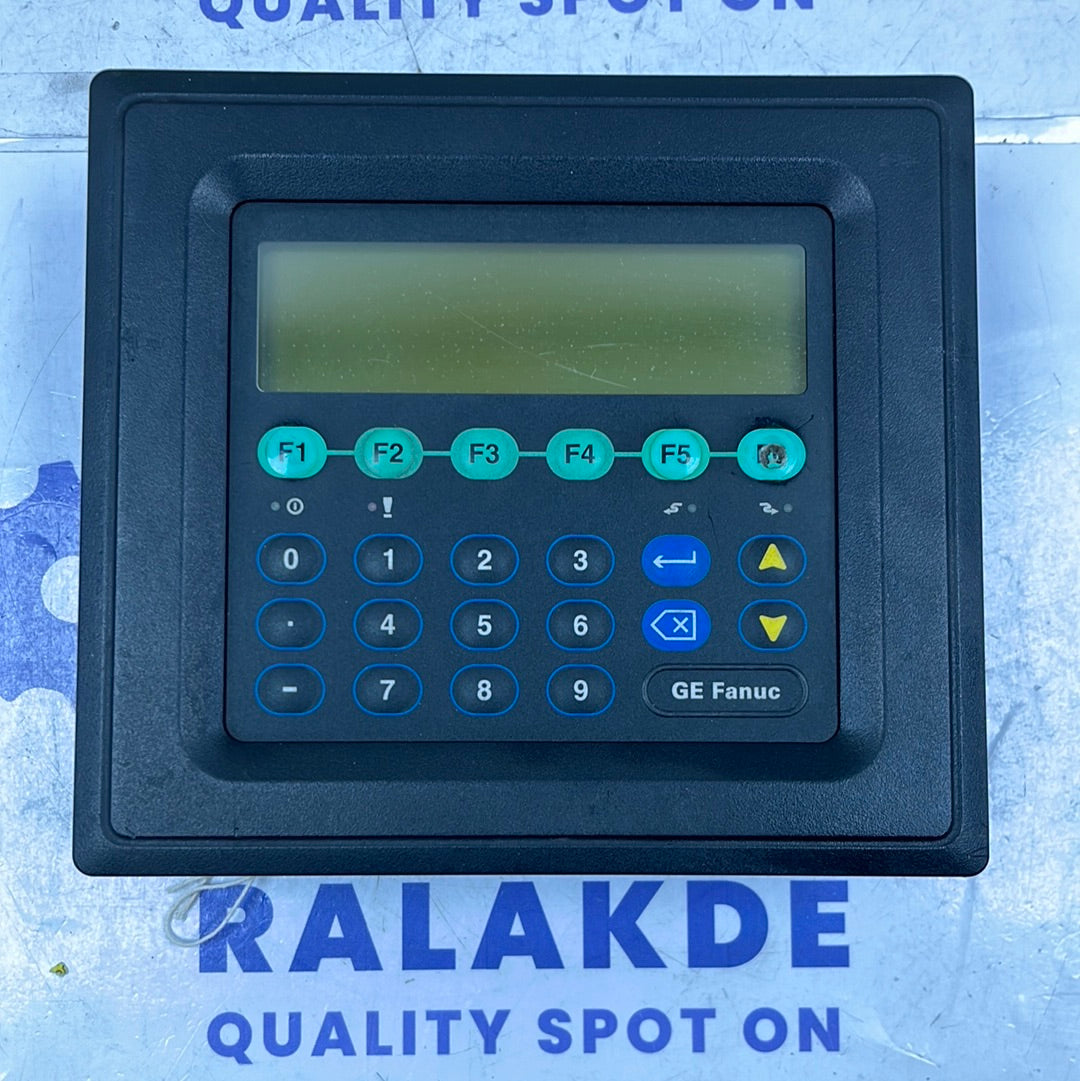 QUALITY SPOT ON
F1 F2 F3 F4 F5
0 1 2 3
. 4 5 6
- 7 8 9
GE Fanuc
RALAKDE
QUALITY SPOT ON